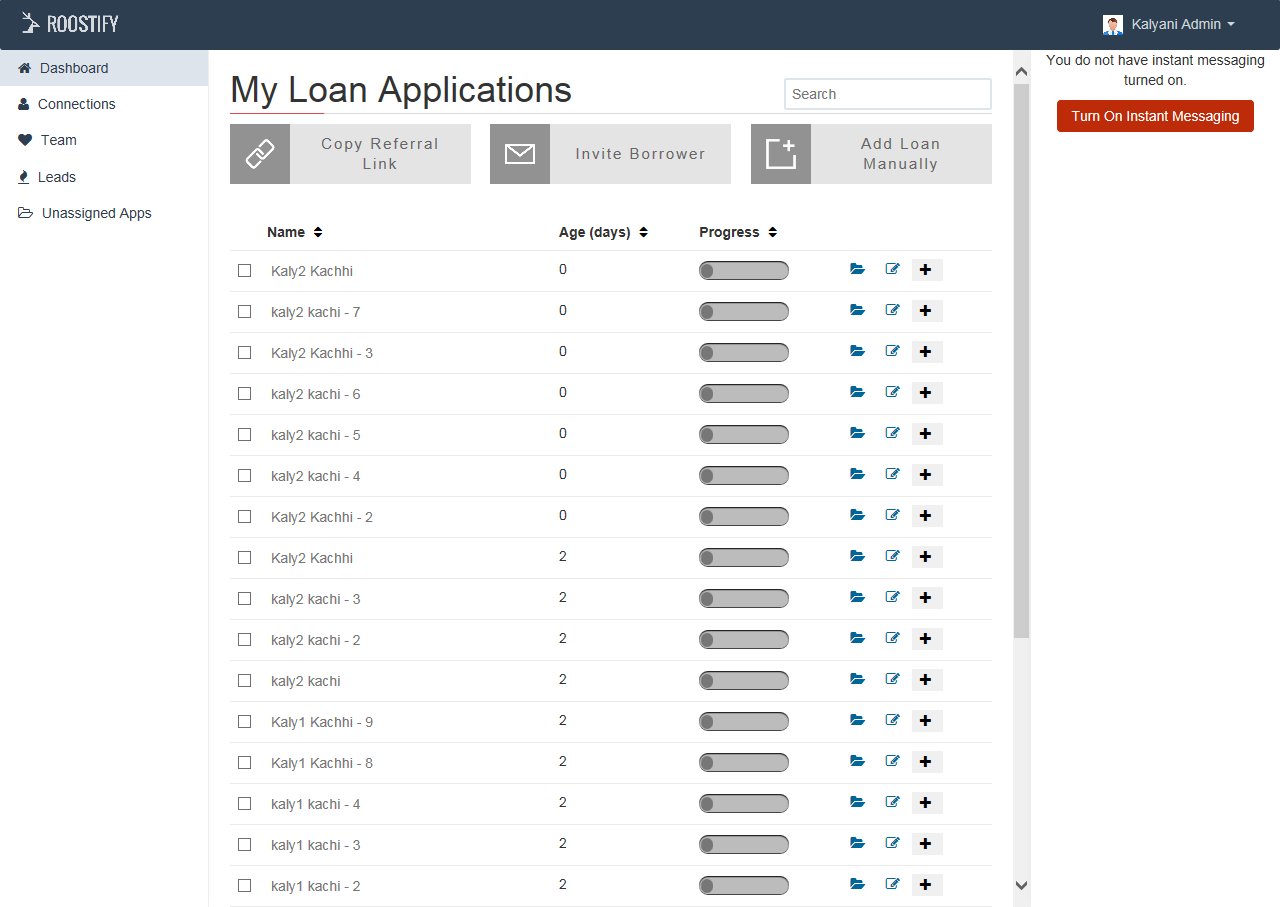 ROOSTIFY
Kalyani Admin
Dashboard
Connections
Team
Leads
Unassigned Apps
My Loan Applications
Search
Copy Referral
Link
Invite Borrower
Add Loan
Manually
Name Age (days) Progress
Kaly2 Kachhi 0
kaly2 kachi - 7 0
Kaly2 Kachhi - 3 0
kaly2 kachi - 6 0
kaly2 kachi - 5 0
kaly2 kachi - 4 0
Kaly2 Kachhi - 2 0
Kaly2 Kachhi 2
kaly2 kachi - 3 2
kaly2 kachi - 2 2
kaly2 kachi 2
Kaly1 Kachhi - 9 2
Kaly1 Kachhi - 8 2
kaly1 kachi - 4 2
kaly1 kachi - 3 2
kaly1 kachi - 2 2
You do not have instant messaging
turned on.
Turn On Instant Messaging